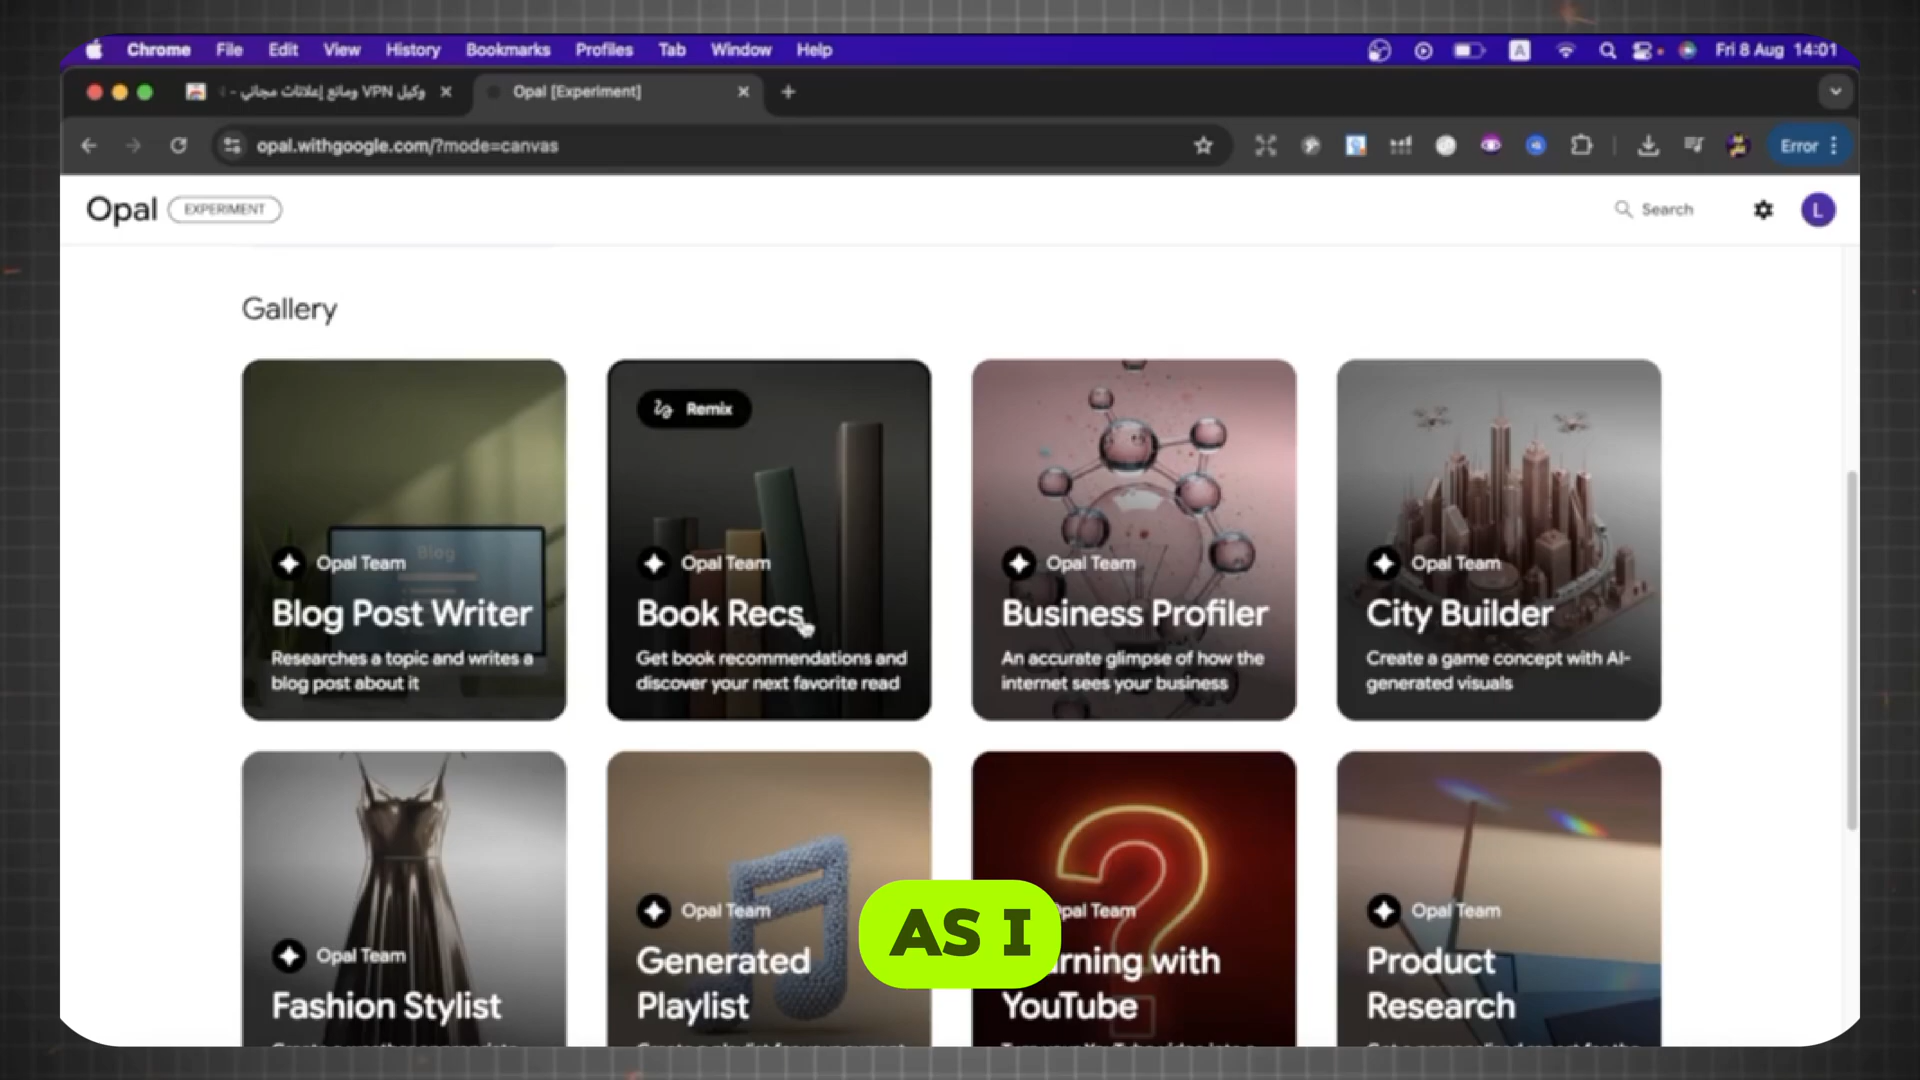 Chrome File Edit View History Bookmarks Profiles Tab Window Help A Fri 8 Aug 14:01
وكيل VPN ومانع إعلانات مجاني -
Opal [Experiment]
opal.withgoogle.com/?mode=canvas
Error
Opal EXPERIMENT
Search
L
Gallery
Blog
Opal Team
Blog Post Writer
Researches a topic and writes a
blog post about it
Remix
Opal Team
Book Recs
Get book recommendations and
discover your next favorite read
Opal Team
Business Profiler
An accurate glimpse of how the
internet sees your business
Opal Team
City Builder
Create a game concept with AI-
generated visuals
Opal Team
Fashion Stylist
Opal Team
Generated
Playlist
AS I
pal Team
rning with
YouTube
Opal Team
Product
Research